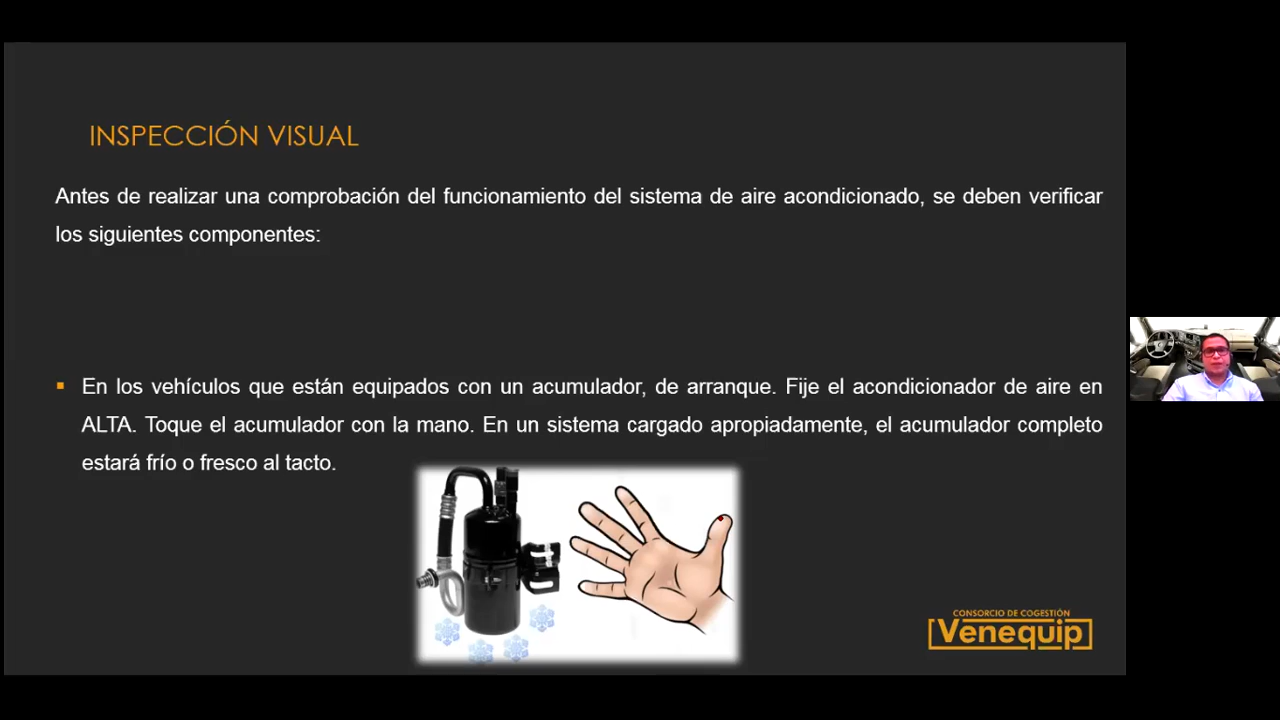 INSPECCIÓN VISUAL
Antes de realizar una comprobación del funcionamiento del sistema de aire acondicionado, se deben verificar
los siguientes componentes:
▪ En los vehículos que están equipados con un acumulador, de arranque. Fije el acondicionador de aire en
ALTA. Toque el acumulador con la mano. En un sistema cargado apropiadamente, el acumulador completo
estará frío o fresco al tacto.
CONSORCIO DE COGESTIÓN
Venequip